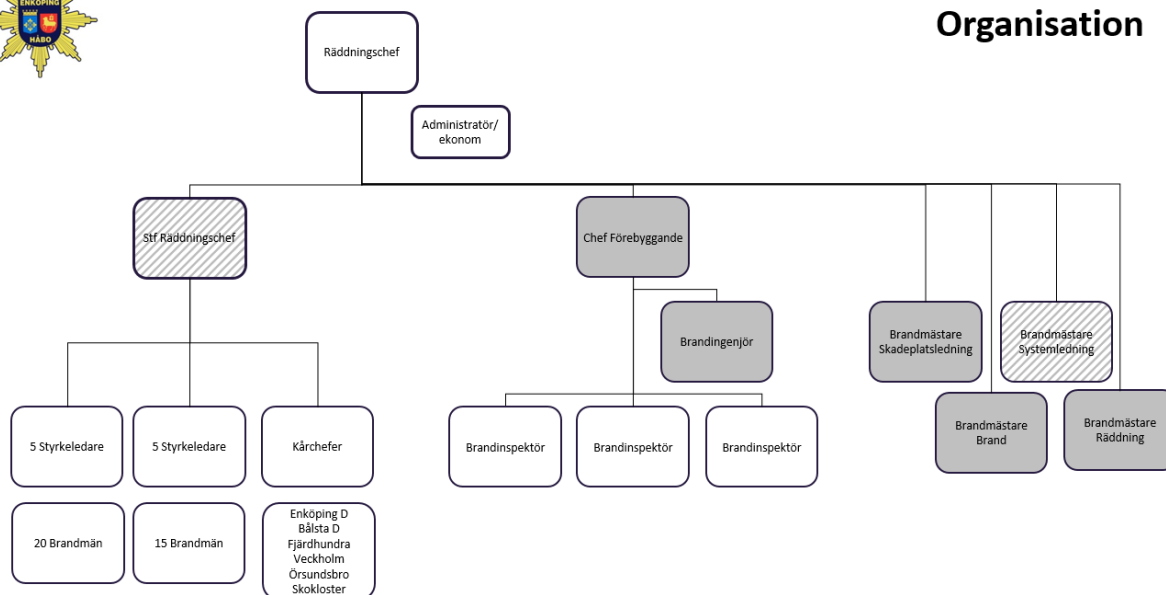 ENKÖPING
HÅBO
Organisation
Räddningschef
Administratör/
ekonom
Stf Räddningschef
Chef Förebyggande
Brandingenjör
Brandmästare
Skadeplatsledning
Brandmästare
Systemledning
Brandmästare
Brand
Brandmästare
Räddning
5 Styrkeledare
5 Styrkeledare
Kårchefer
Brandinspektör
Brandinspektör
Brandinspektör
20 Brandmän
15 Brandmän
Enköping D
Bålsta D
Fjärdhundra
Veckholm
Örsundsbro
Skokloster